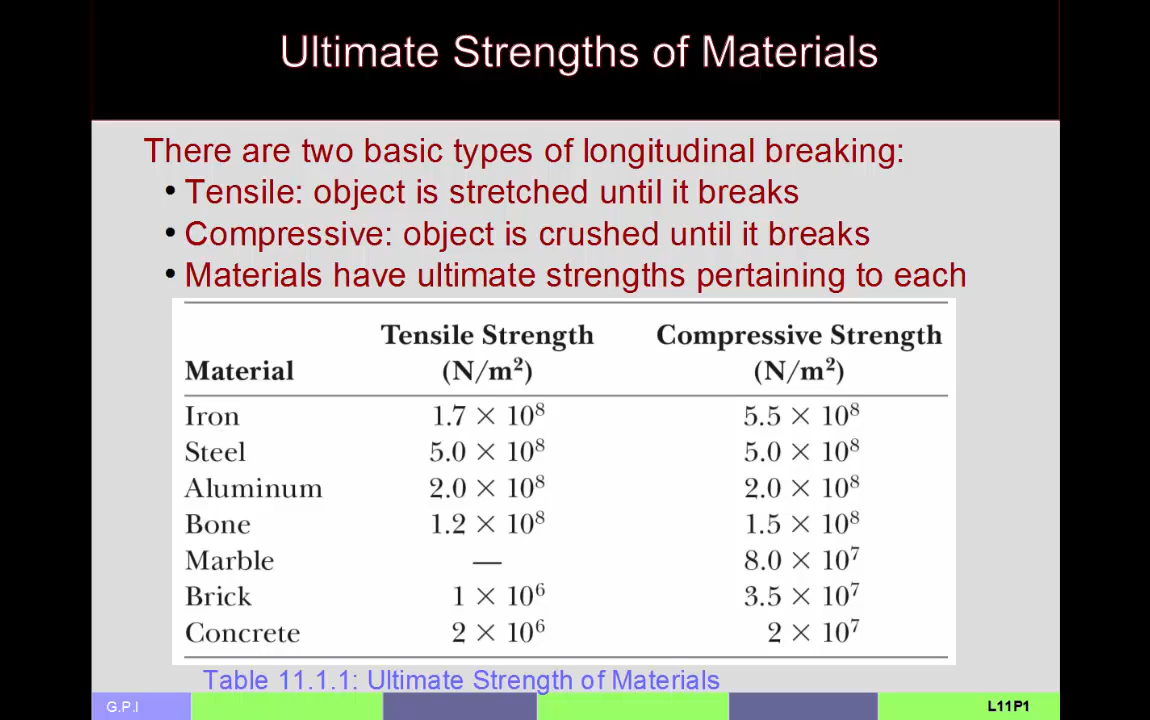 Ultimate Strengths of Materials
There are two basic types of longitudinal breaking:
• Tensile: object is stretched until it breaks
• Compressive: object is crushed until it breaks
• Materials have ultimate strengths pertaining to each
Tensile Strength Compressive Strength
Material (N/m²) (N/m²)
Iron 1.7 × 10⁸ 5.5 × 10⁸
Steel 5.0 × 10⁸ 5.0 × 10⁸
Aluminum 2.0 × 10⁸ 2.0 × 10⁸
Bone 1.2 × 10⁸ 1.5 × 10⁸
Marble — 8.0 × 10⁷
Brick 1 × 10⁶ 3.5 × 10⁷
Concrete 2 × 10⁶ 2 × 10⁷
Table 11.1.1: Ultimate Strength of Materials
G.P.I L11P1